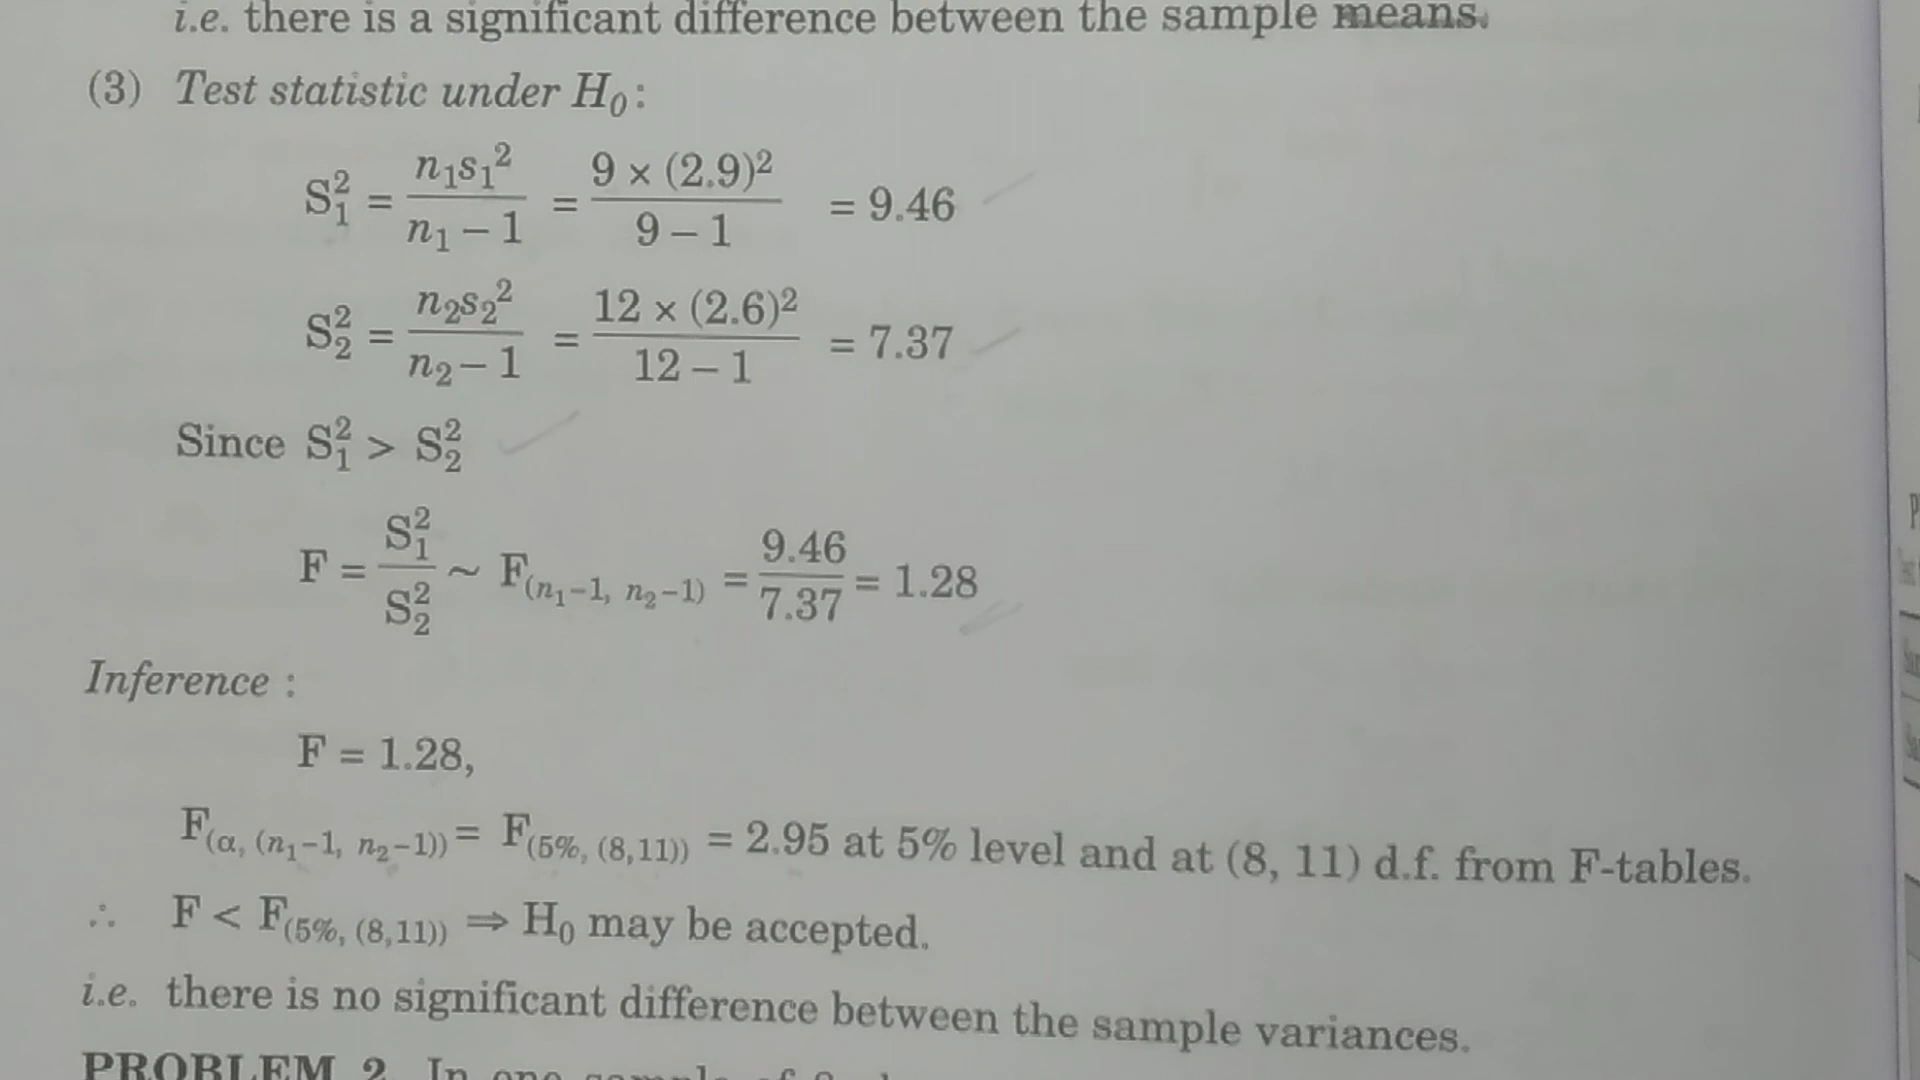 i.e. there is a significant difference between the sample means.
(3) Test statistic under H₀:
S₁² = n₁s₁² / (n₁ – 1) = 9 × (2.9)² / (9 – 1) = 9.46
S₂² = n₂s₂² / (n₂ – 1) = 12 × (2.6)² / (12 – 1) = 7.37
Since S₁² > S₂²
F = S₁² / S₂² ~ F(n₁–1, n₂–1) = 9.46 / 7.37 = 1.28
Inference :
F = 1.28,
F(α, (n₁–1, n₂–1)) = F(5%, (8,11)) = 2.95 at 5% level and at (8, 11) d.f. from F-tables.
∴ F < F(5%, (8,11)) ⇒ H₀ may be accepted.
i.e. there is no significant difference between the sample variances.
PROBLEM 2. In one sample of